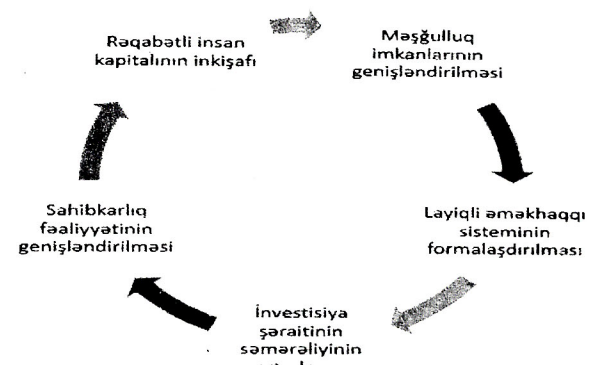 Rəqabətli insan
kapitalının inkişafı
Məşğulluq
imkanlarının
genişləndirilməsi
Layiqli əməkhaqqı
sisteminin
formalaşdırılması
İnvestisiya
şəraitinin
səmərəliyinin
Sahibkarlıq
fəaliyyətinin
genişləndirilməsi